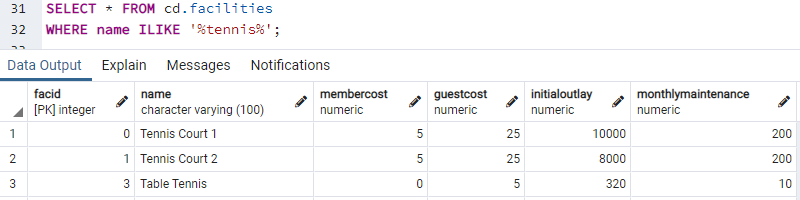 31 SELECT * FROM cd.facilities
32 WHERE name ILIKE '%tennis%';
Data Output Explain Messages Notifications
facid name membercost guestcost initialoutlay monthlymaintenance
[PK] integer character varying (100) numeric numeric numeric numeric
1 0 Tennis Court 1 5 25 10000 200
2 1 Tennis Court 2 5 25 8000 200
3 3 Table Tennis 0 5 320 10